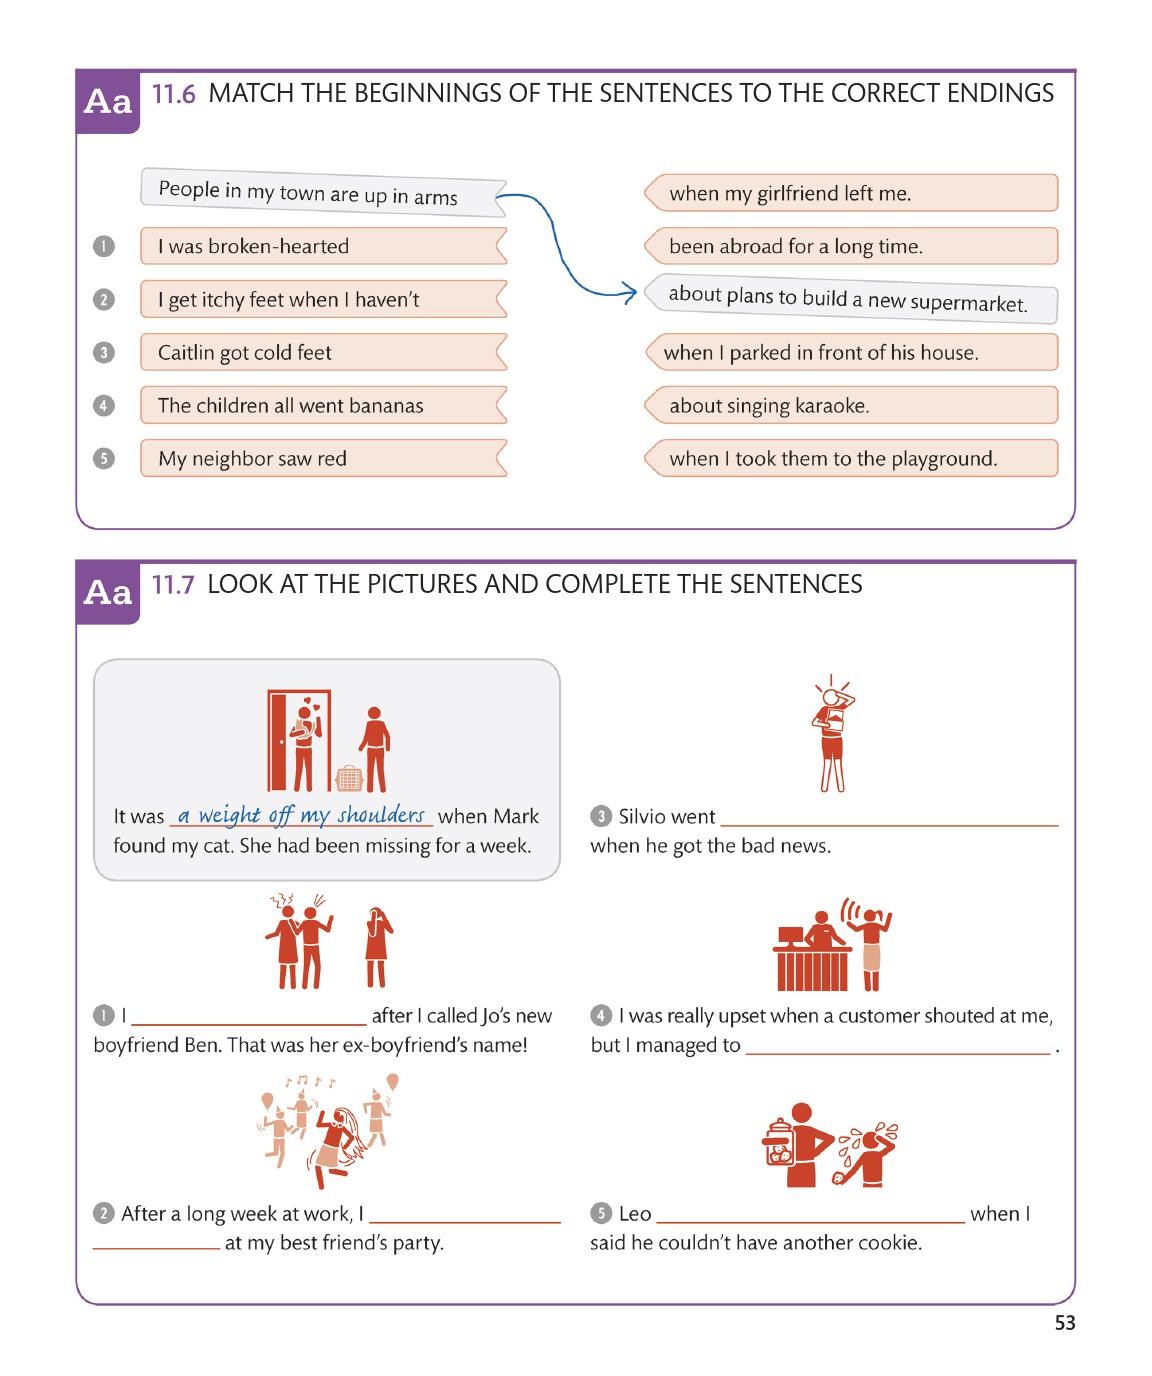 Aa 11.6 MATCH THE BEGINNINGS OF THE SENTENCES TO THE CORRECT ENDINGS
People in my town are up in arms
when my girlfriend left me.
1 I was broken-hearted
been abroad for a long time.
2 I get itchy feet when I haven't
about plans to build a new supermarket.
3 Caitlin got cold feet
when I parked in front of his house.
4 The children all went bananas
about singing karaoke.
5 My neighbor saw red
when I took them to the playground.
Aa 11.7 LOOK AT THE PICTURES AND COMPLETE THE SENTENCES
It was a weight off my shoulders when Mark
found my cat. She had been missing for a week.
3 Silvio went
when he got the bad news.
1 I after I called Jo's new
boyfriend Ben. That was her ex-boyfriend's name!
4 I was really upset when a customer shouted at me,
but I managed to .
2 After a long week at work, I
at my best friend's party.
5 Leo when I
said he couldn't have another cookie.
53